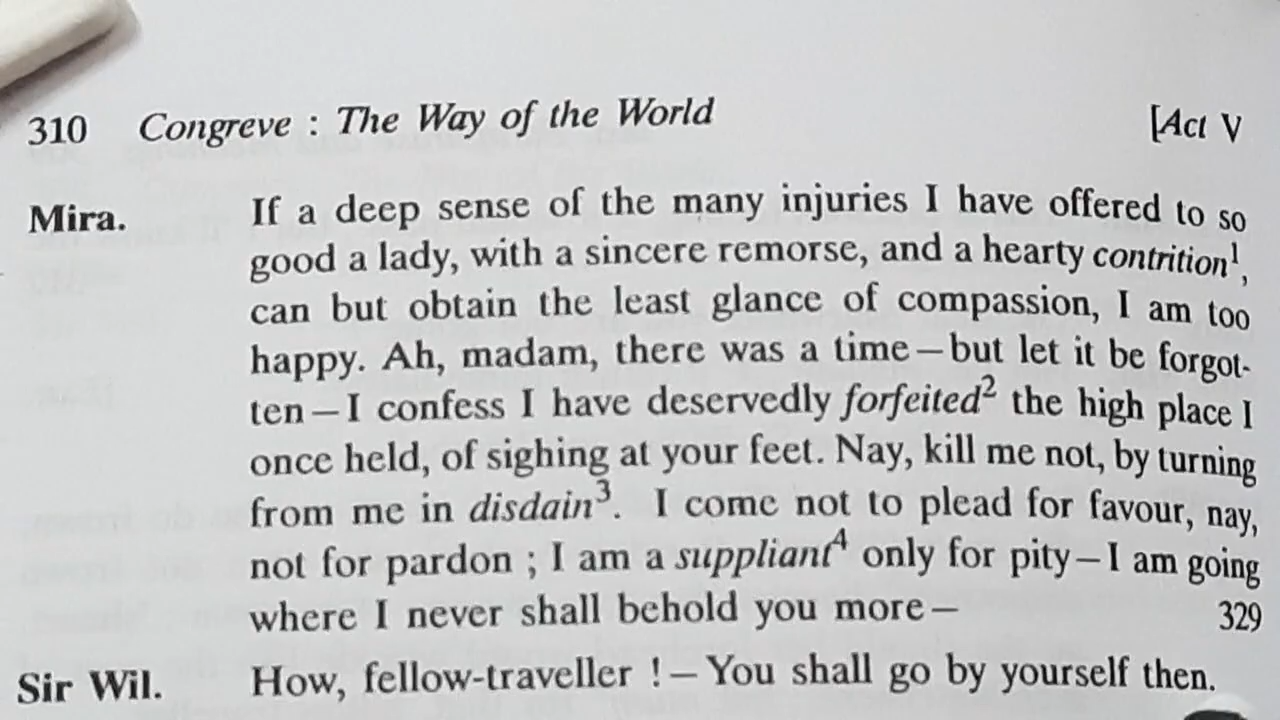 310 Congreve : The Way of the World [Act V
Mira. If a deep sense of the many injuries I have offered to so
good a lady, with a sincere remorse, and a hearty contrition¹,
can but obtain the least glance of compassion, I am too
happy. Ah, madam, there was a time—but let it be forgot-
ten—I confess I have deservedly forfeited² the high place I
once held, of sighing at your feet. Nay, kill me not, by turning
from me in disdain³. I come not to plead for favour, nay,
not for pardon ; I am a suppliant⁴ only for pity—I am going
where I never shall behold you more— 329
Sir Wil. How, fellow-traveller !—You shall go by yourself then.